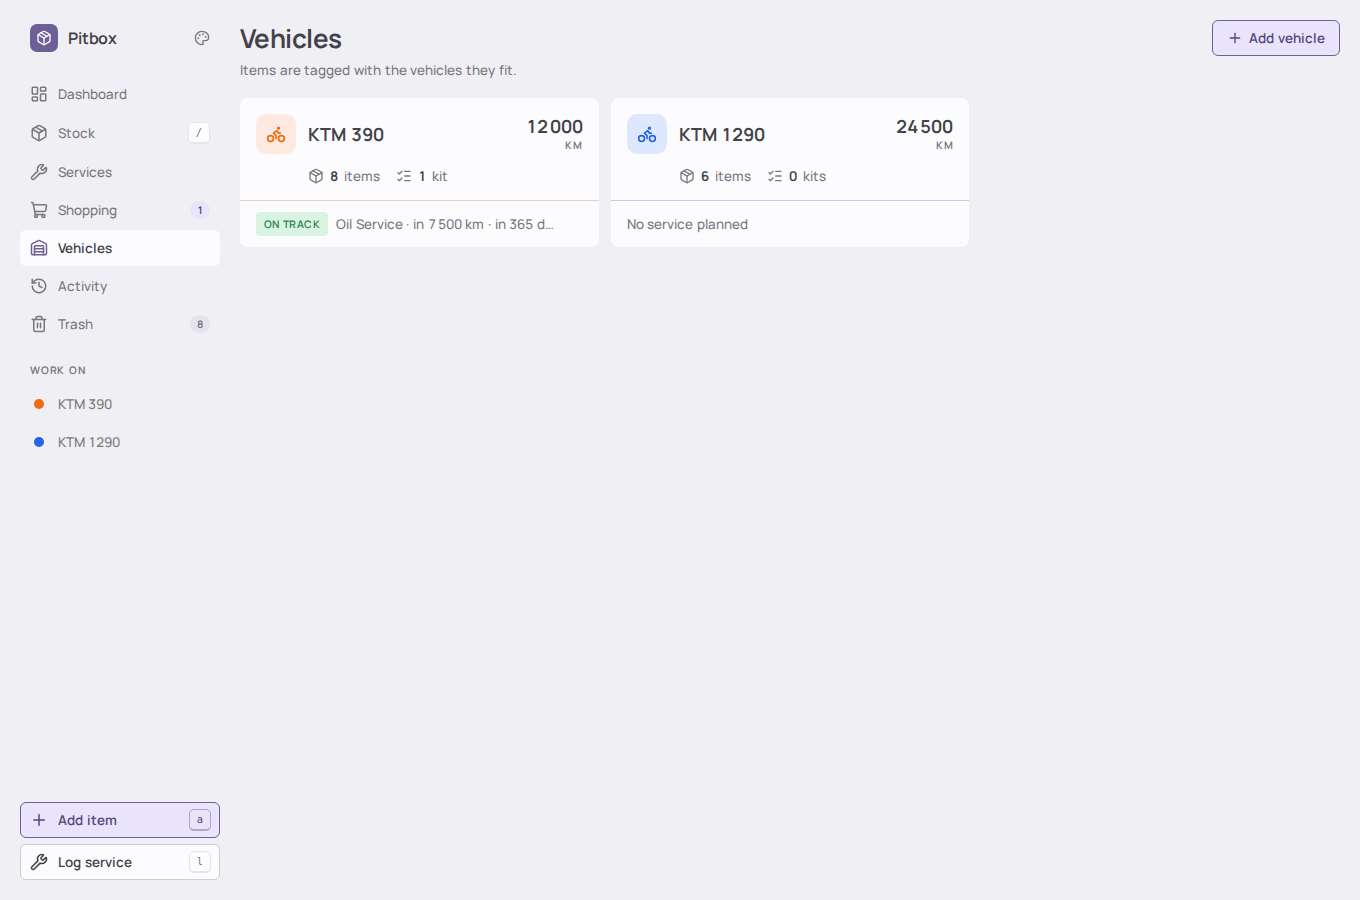 Pitbox
Dashboard
Stock /
Services
Shopping 1
Vehicles
Activity
Trash 8
WORK ON
KTM 390
KTM 1290
Add item a
Log service l
Vehicles
Items are tagged with the vehicles they fit.
Add vehicle
KTM 390
12 000
KM
8 items 1 kit
ON TRACK Oil Service · in 7 500 km · in 365 d…
KTM 1290
24 500
KM
6 items 0 kits
No service planned